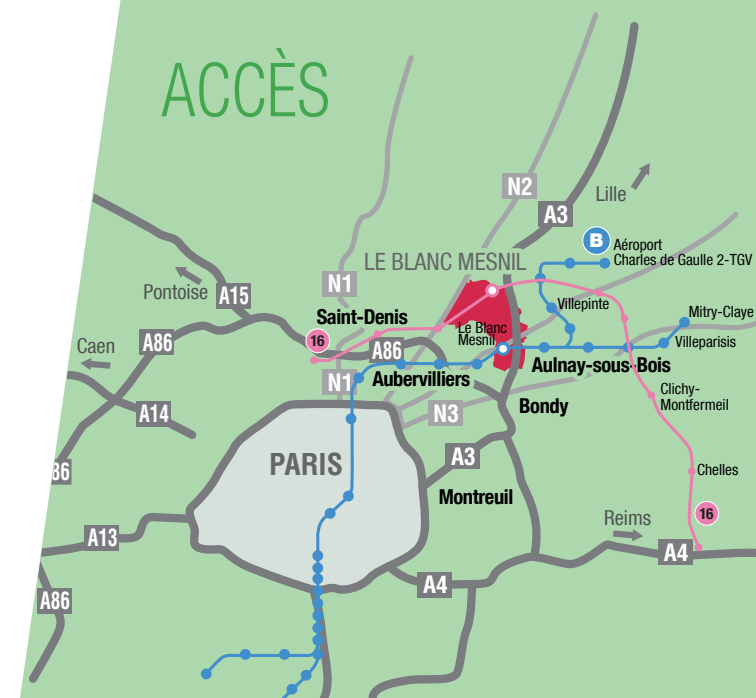 ACCÈS
N2
Lille
A3
B
Aéroport
Charles de Gaulle 2-TGV
LE BLANC MESNIL
N1
Pontoise
A15
Villepinte
Mitry-Claye
Saint-Denis
16
Le Blanc
Mesnil
Villeparisis
Caen
A86
A86
Aulnay-sous-Bois
N1
Aubervilliers
Clichy-
Montfermeil
Bondy
A14
N3
PARIS
A3
Chelles
86
Montreuil
16
Reims
A13
A4
A4
A86